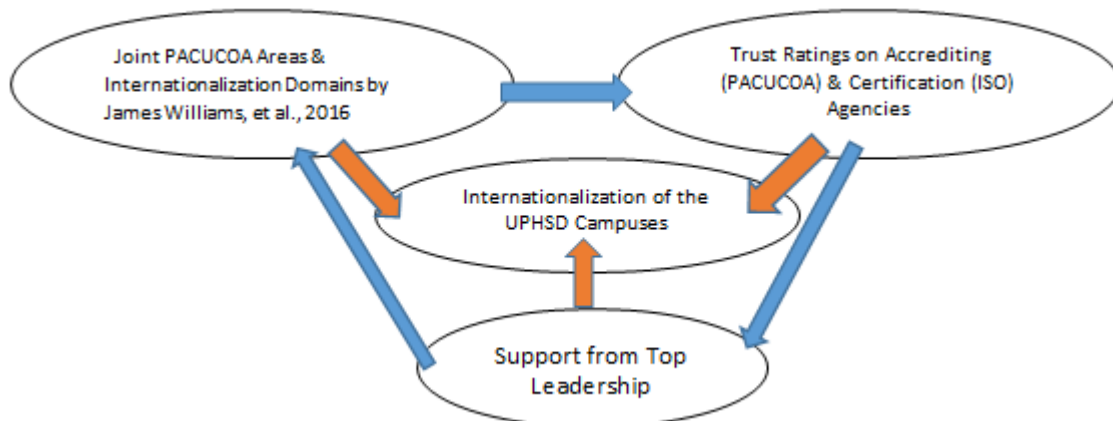 Joint PACUCOA Areas &
Internationalization Domains by
James Williams, et al., 2016
Trust Ratings on Accrediting
(PACUCOA) & Certification (ISO)
Agencies
Internationalization of the
UPHSD Campuses
Support from Top
Leadership